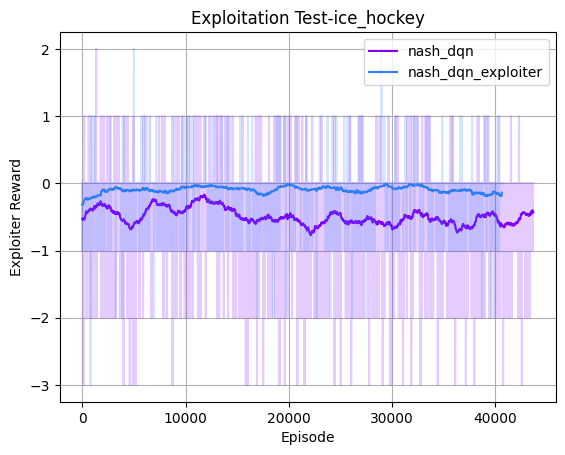 Exploitation Test-ice_hockey
nash_dqn
nash_dqn_exploiter
Exploiter Reward
2
1
0
−1
−2
−3
0
10000
20000
30000
40000
Episode